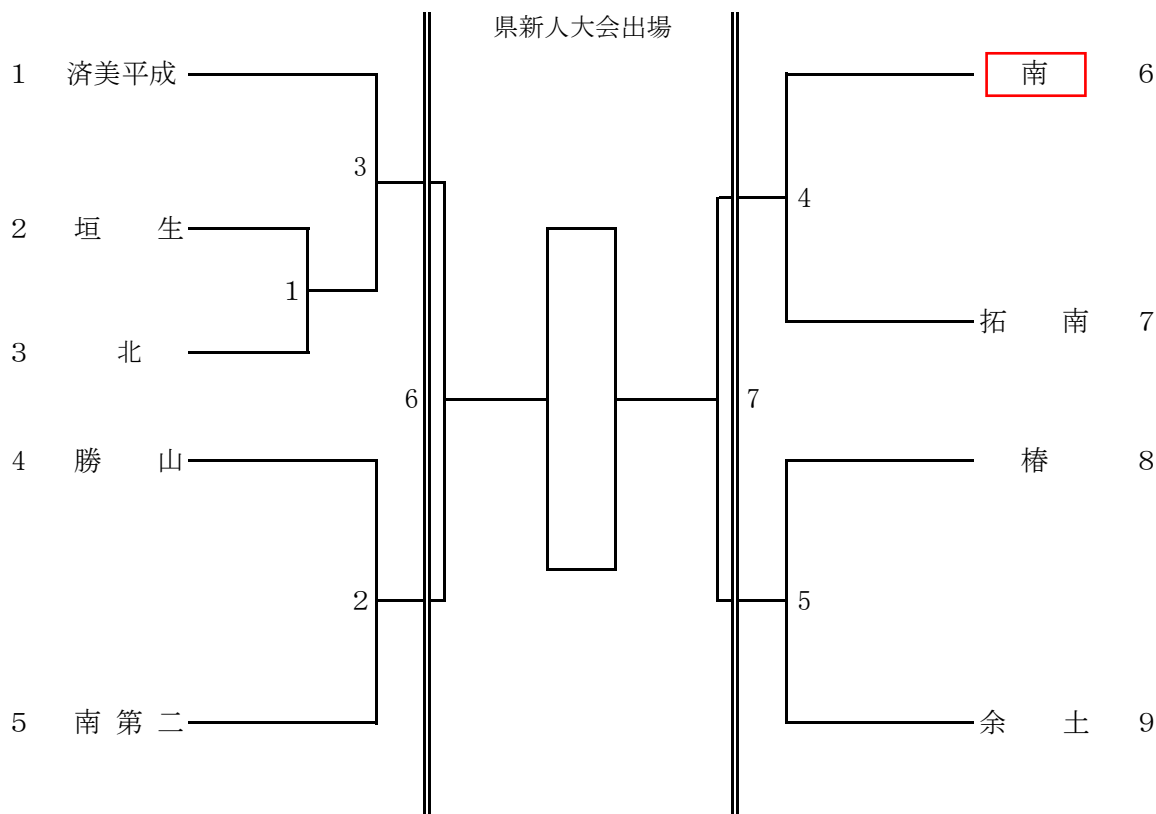 県新人大会出場
１ 済美平成
3
２ 垣 生
1
３ 北
6
４ 勝 山
2
５ 南 第 二
南 ６
4
拓 南 ７
7
椿 ８
5
余 土 ９